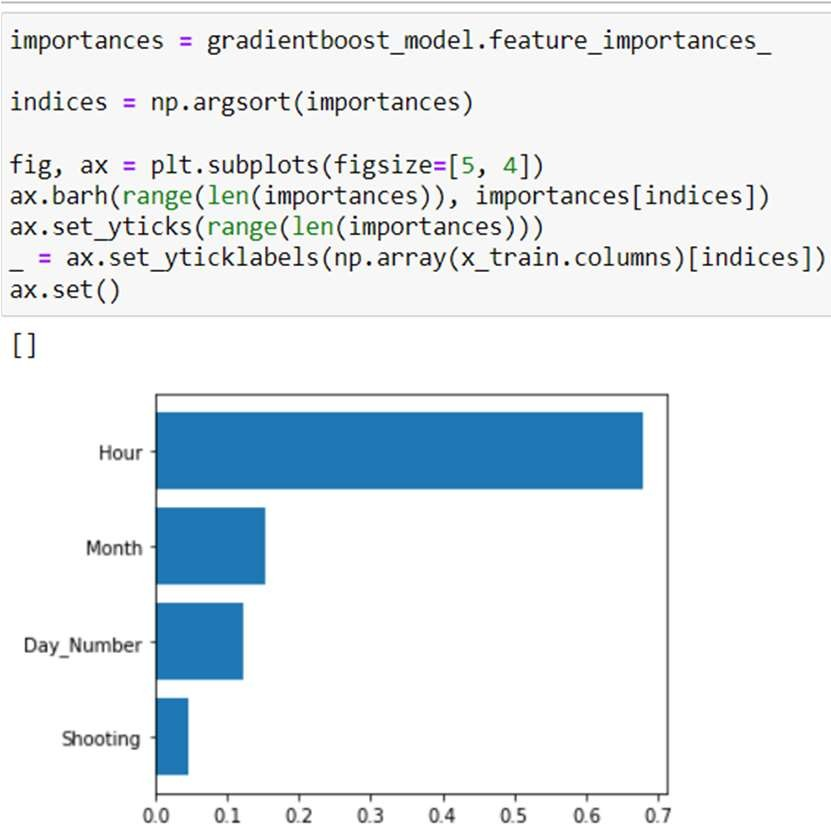 importances = gradientboost_model.feature_importances_
indices = np.argsort(importances)
fig, ax = plt.subplots(figsize=[5, 4])
ax.barh(range(len(importances)), importances[indices])
ax.set_yticks(range(len(importances)))
_ = ax.set_yticklabels(np.array(x_train.columns)[indices])
ax.set()
[]
Hour
Month
Day_Number
Shooting
0.0 0.1 0.2 0.3 0.4 0.5 0.6 0.7